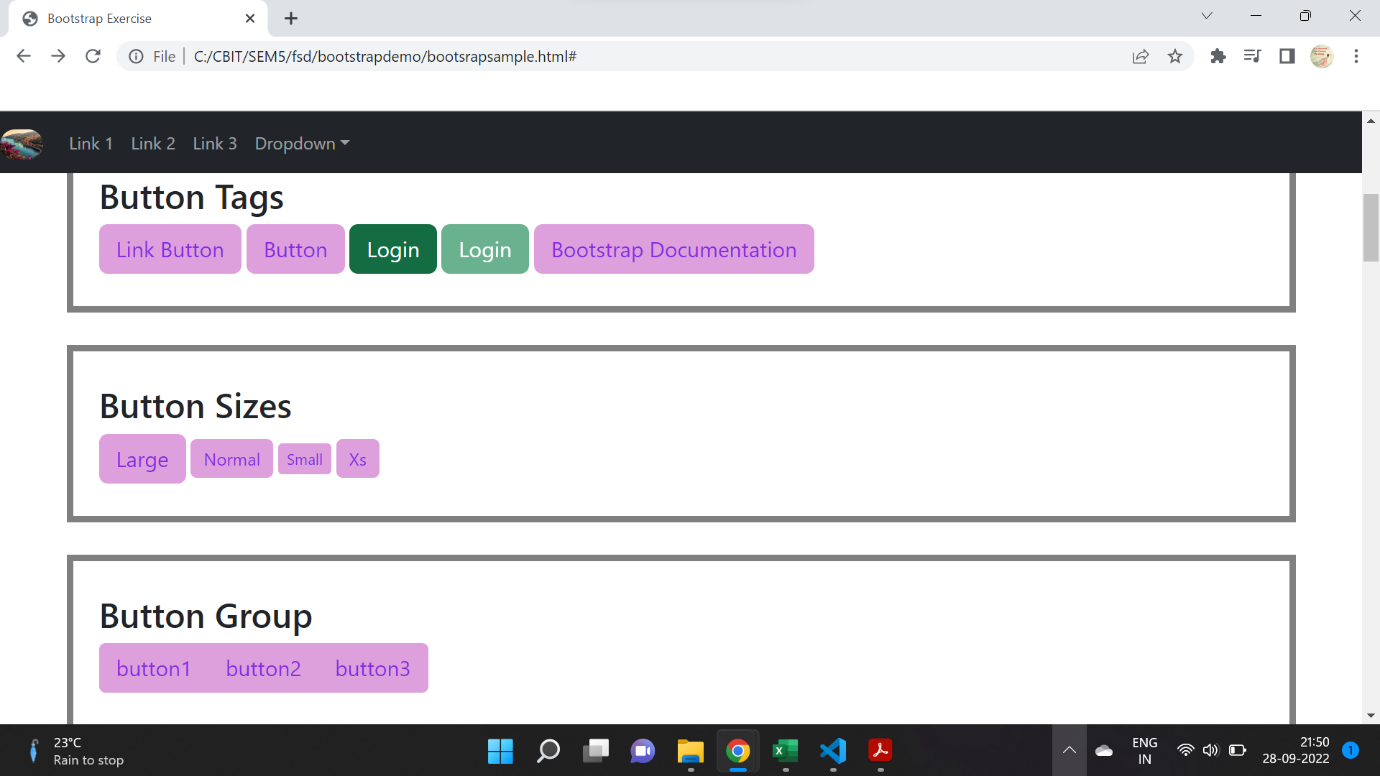 Bootstrap Exercise
File | C:/CBIT/SEM5/fsd/bootstrapdemo/bootsrapsample.html#
Link 1 Link 2 Link 3 Dropdown
Button Tags
Link Button Button Login Login Bootstrap Documentation
Button Sizes
Large Normal Small Xs
Button Group
button1 button2 button3
23°C
Rain to stop
ENG
IN
21:50
28-09-2022
1